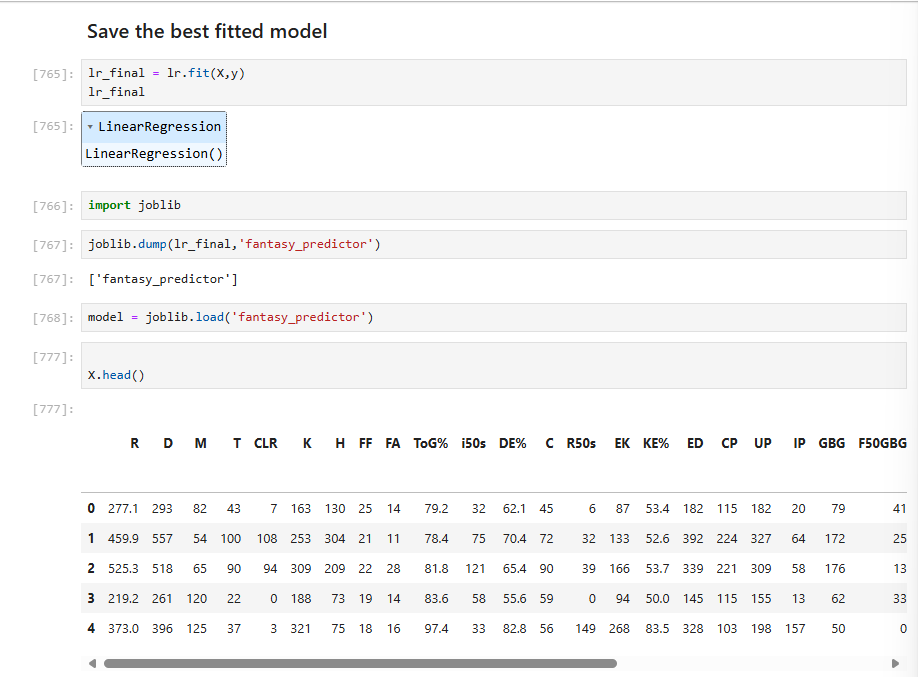 Save the best fitted model
[765]: lr_final = lr.fit(X,y)
lr_final
[765]: ▾ LinearRegression
LinearRegression()
[766]: import joblib
[767]: joblib.dump(lr_final,'fantasy_predictor')
[767]: ['fantasy_predictor']
[768]: model = joblib.load('fantasy_predictor')
[777]:
X.head()
[777]:
R D M T CLR K H FF FA ToG% i50s DE% C R50s EK KE% ED CP UP IP GBG F50GBG
0 277.1 293 82 43 7 163 130 25 14 79.2 32 62.1 45 6 87 53.4 182 115 182 20 79 41
1 459.9 557 54 100 108 253 304 21 11 78.4 75 70.4 72 32 133 52.6 392 224 327 64 172 25
2 525.3 518 65 90 94 309 209 22 28 81.8 121 65.4 90 39 166 53.7 339 221 309 58 176 13
3 219.2 261 120 22 0 188 73 19 14 83.6 58 55.6 59 0 94 50.0 145 115 155 13 62 33
4 373.0 396 125 37 3 321 75 18 16 97.4 33 82.8 56 149 268 83.5 328 103 198 157 50 0